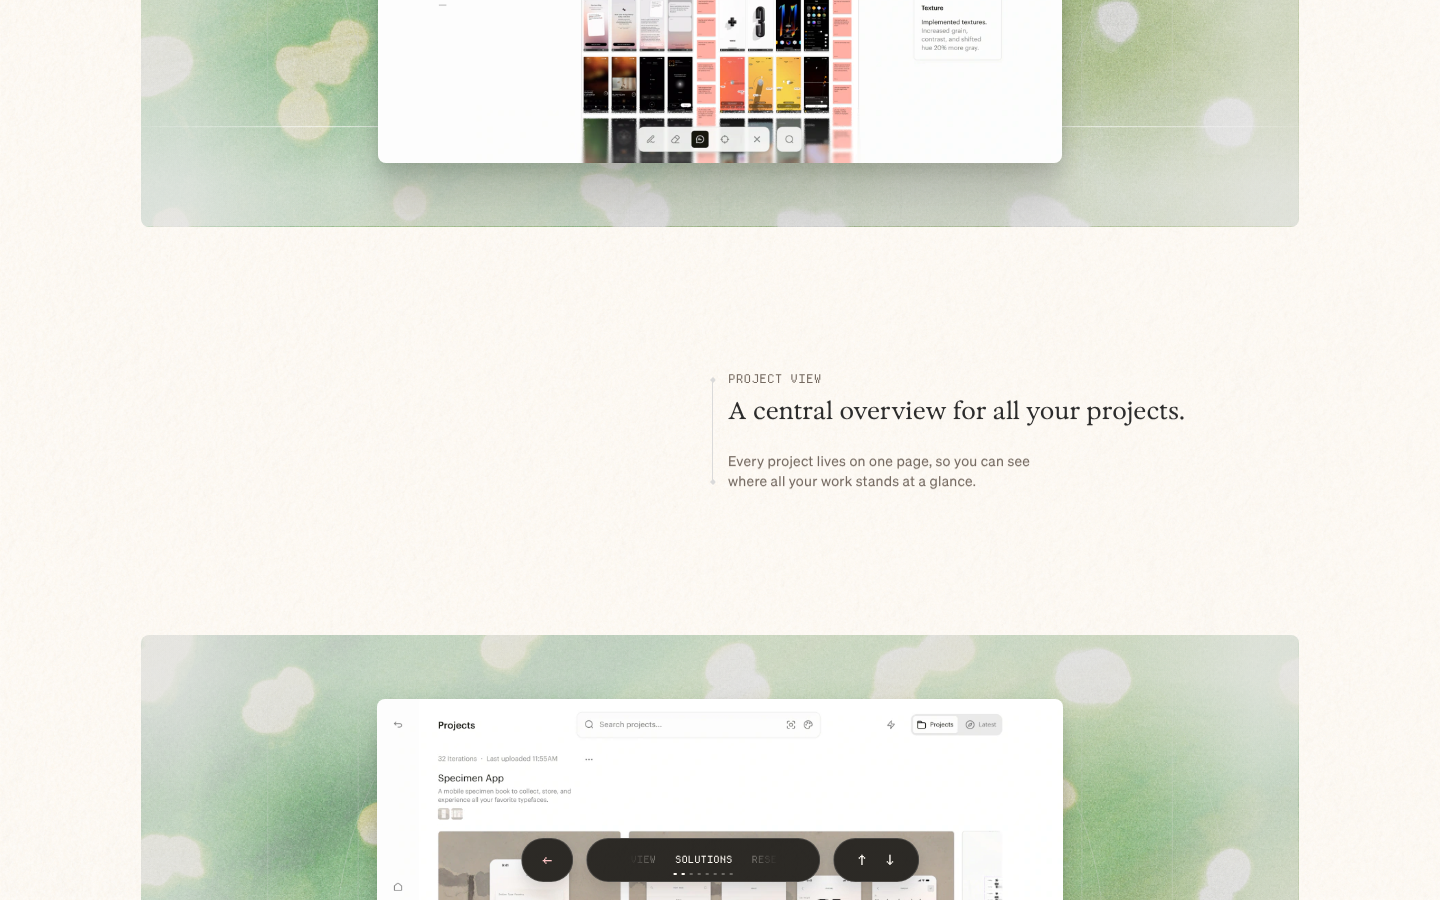 Texture
Implemented textures.
Increased grain,
contrast, and shifted
hue 20% more gray.
PROJECT VIEW
A central overview for all your projects.
Every project lives on one page, so you can see
where all your work stands at a glance.
Projects
Search projects...
Projects
Latest
32 Iterations · Last uploaded 11:55AM
Specimen App
A mobile specimen book to collect, store, and
experience all your favorite typefaces.
SOLUTIONS